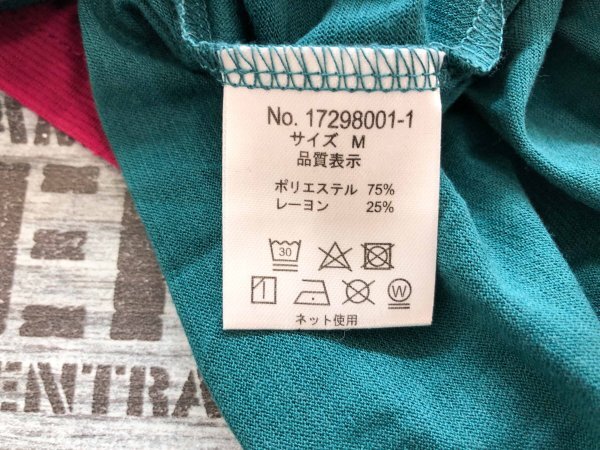 No. 17298001-1
サイズ M
品質表示
ポリエステル 75%
レーヨン 25%
30
W
ネット使用
ENTRA